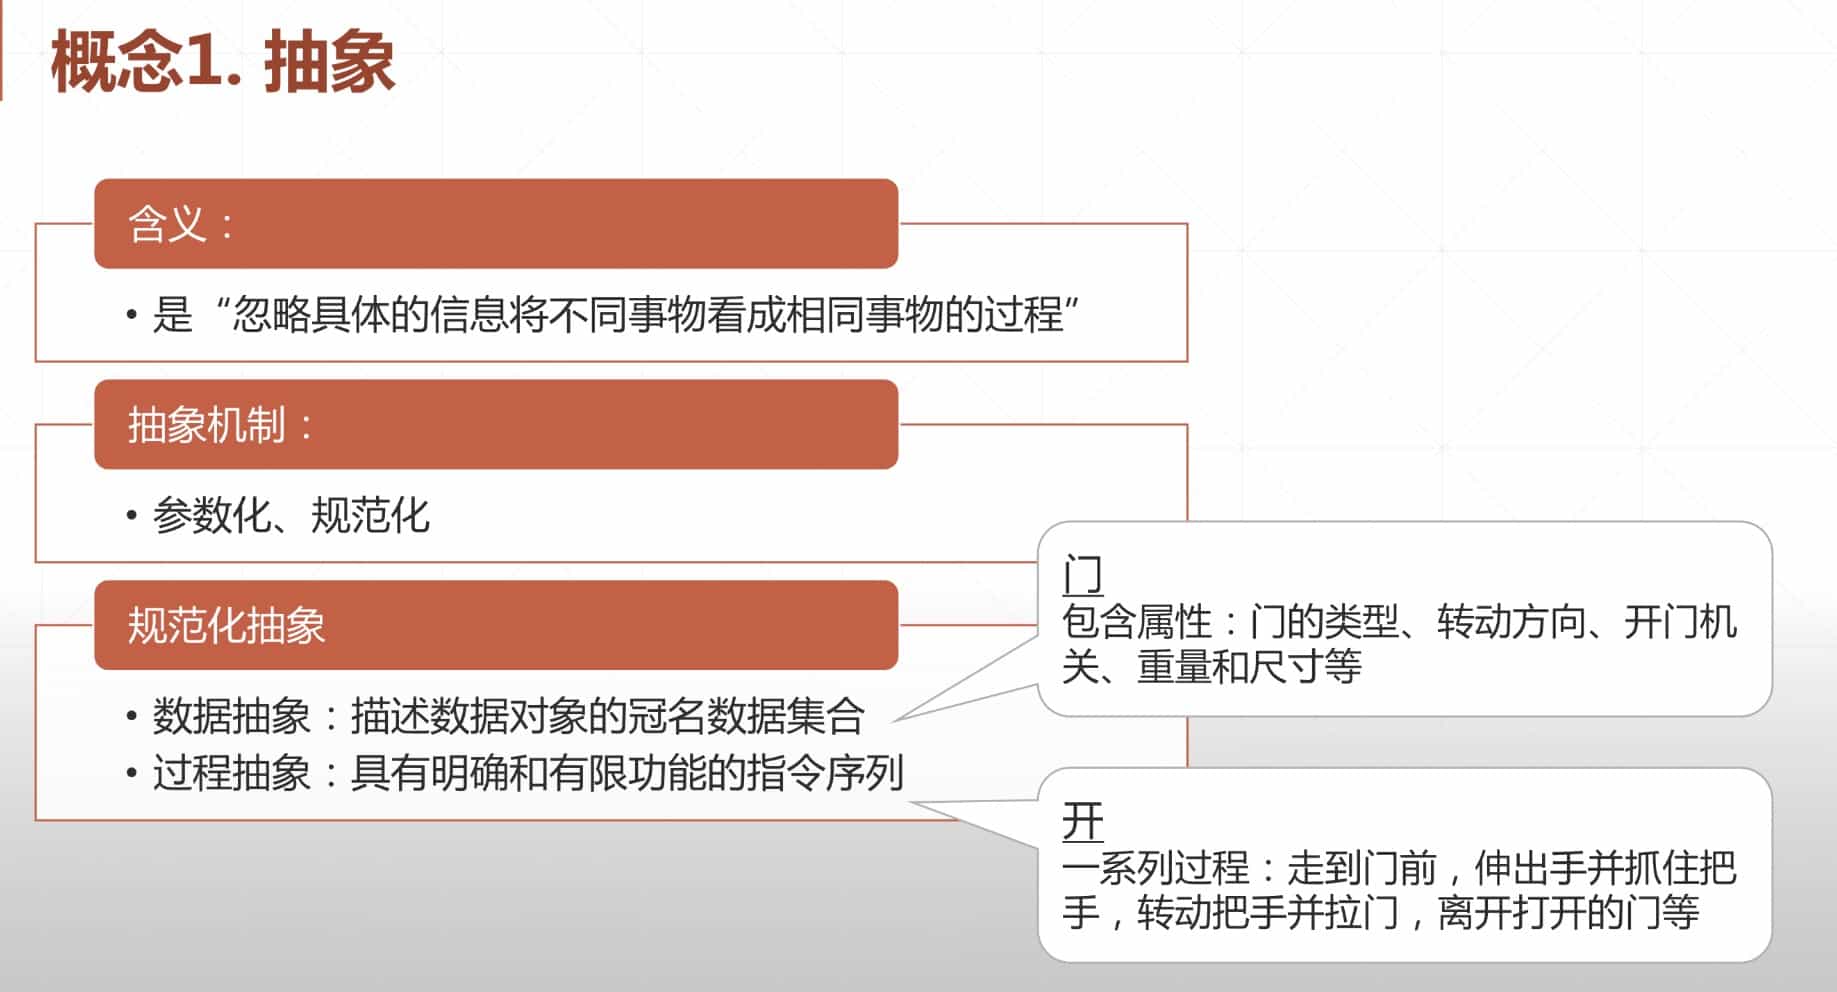 概念1. 抽象
含义：
• 是“忽略具体的信息将不同事物看成相同事物的过程”
抽象机制：
• 参数化、规范化
规范化抽象
• 数据抽象：描述数据对象的冠名数据集合
• 过程抽象：具有明确和有限功能的指令序列
门
包含属性：门的类型、转动方向、开门机
关、重量和尺寸等
开
一系列过程：走到门前，伸出手并抓住把
手，转动把手并拉门，离开打开的门等